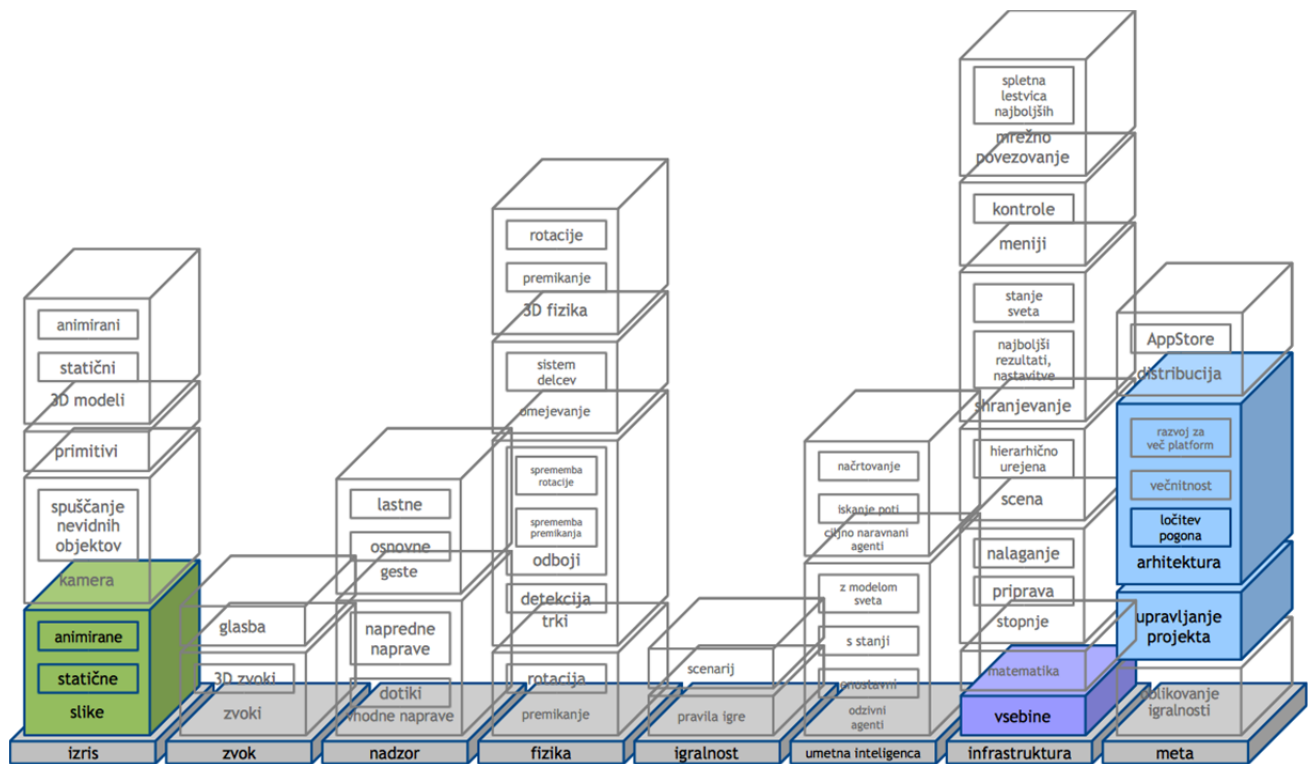 animirani
statični
3D modeli
primitivi
spuščanje
nevidnih
objektov
kamera
animirane
statične
slike
izris
glasba
3D zvoki
zvoki
zvok
lastne
osnovne
geste
napredne
naprave
dotiki
vhodne naprave
nadzor
rotacije
premikanje
3D fizika
sistem
delcev
omejevanje
sprememba
rotacije
sprememba
premikanja
odboji
detekcija
trki
rotacija
premikanje
fizika
scenarij
pravila igre
igralnost
načrtovanje
iskanje poti
ciljno naravnani
agenti
z modelom
sveta
s stanji
enostavni
odzivni
agenti
umetna inteligenca
spletna
lestvica
najboljših
mrežno
povezovanje
kontrole
meniji
stanje
sveta
najboljši
rezultati,
nastavitve
shranjevanje
hierarhično
urejena
scena
nalaganje
priprava
stopnje
matematika
vsebine
infrastruktura
AppStore
distribucija
razvoj za
več platform
večnitnost
ločitev
pogona
arhitektura
upravljanje
projekta
oblikovanje
igralnosti
meta